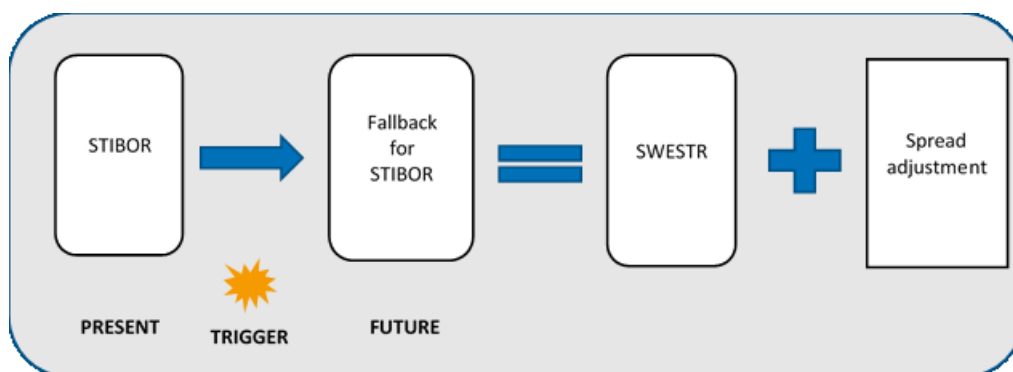 STIBOR
Fallback
for
STIBOR
SWESTR
Spread
adjustment
PRESENT
TRIGGER
FUTURE